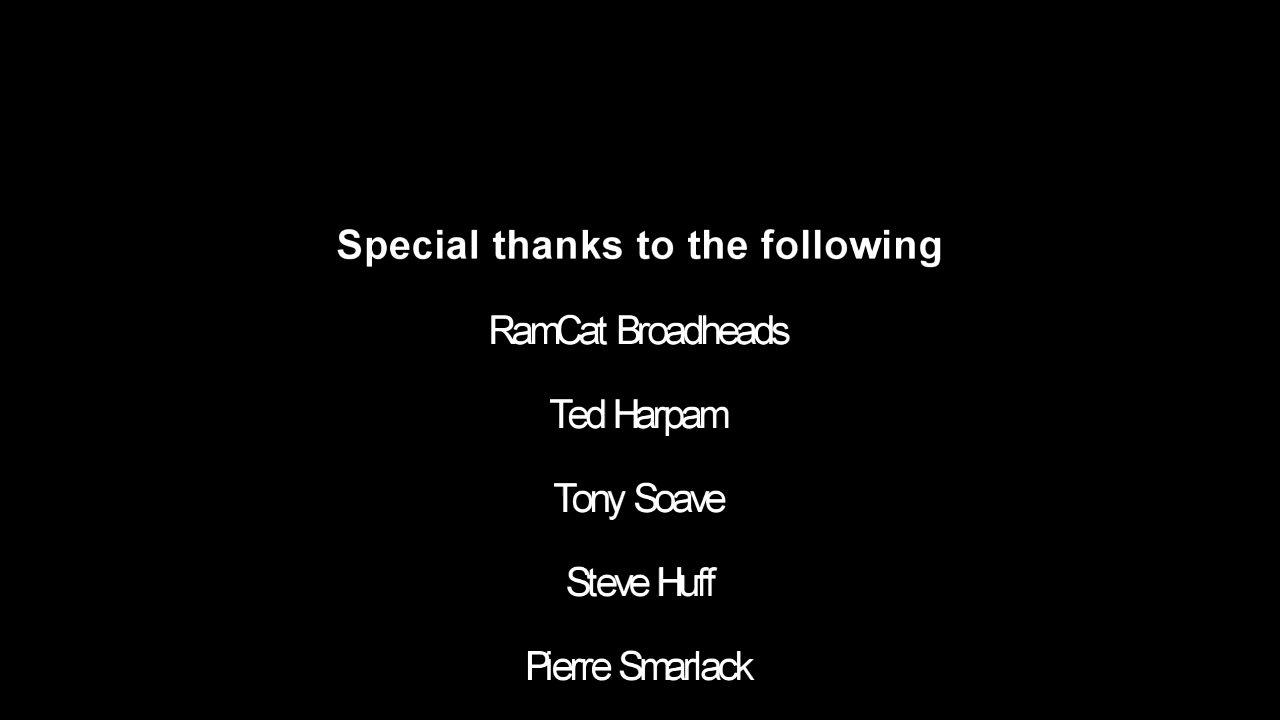 Special thanks to the following
RamCat Broadheads
Ted Harpam
Tony Soave
Steve Huff
Pierre Smarlack